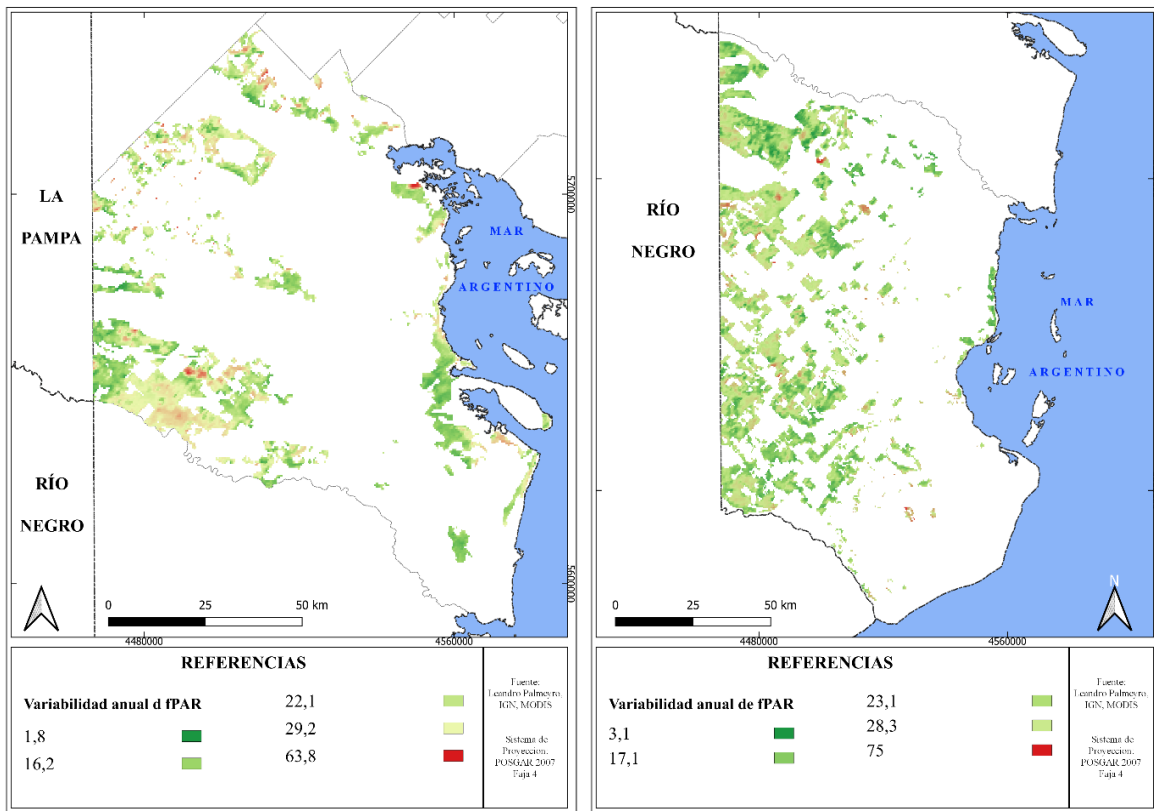 LA
PAMPA
RÍO
NEGRO
MAR
ARGENTINO
5700000
5600000
0
25
50 km
4480000
4560000
REFERENCIAS
Variabilidad anual d fPAR
1,8
16,2
22,1
29,2
63,8
Fuente:
Leandro Palmeyro,
IGN, MODIS
Sistema de
Proyeccion:
POSGAR 2007
Faja 4
RÍO
NEGRO
MAR
ARGENTINO
N
0
25
50 km
4480000
4560000
REFERENCIAS
Variabilidad anual de fPAR
3,1
17,1
23,1
28,3
75
Fuente:
Leandro Palmeyro,
IGN, MODIS
Sistema de
Proyeccion:
POSGAR 2007
Faja 4